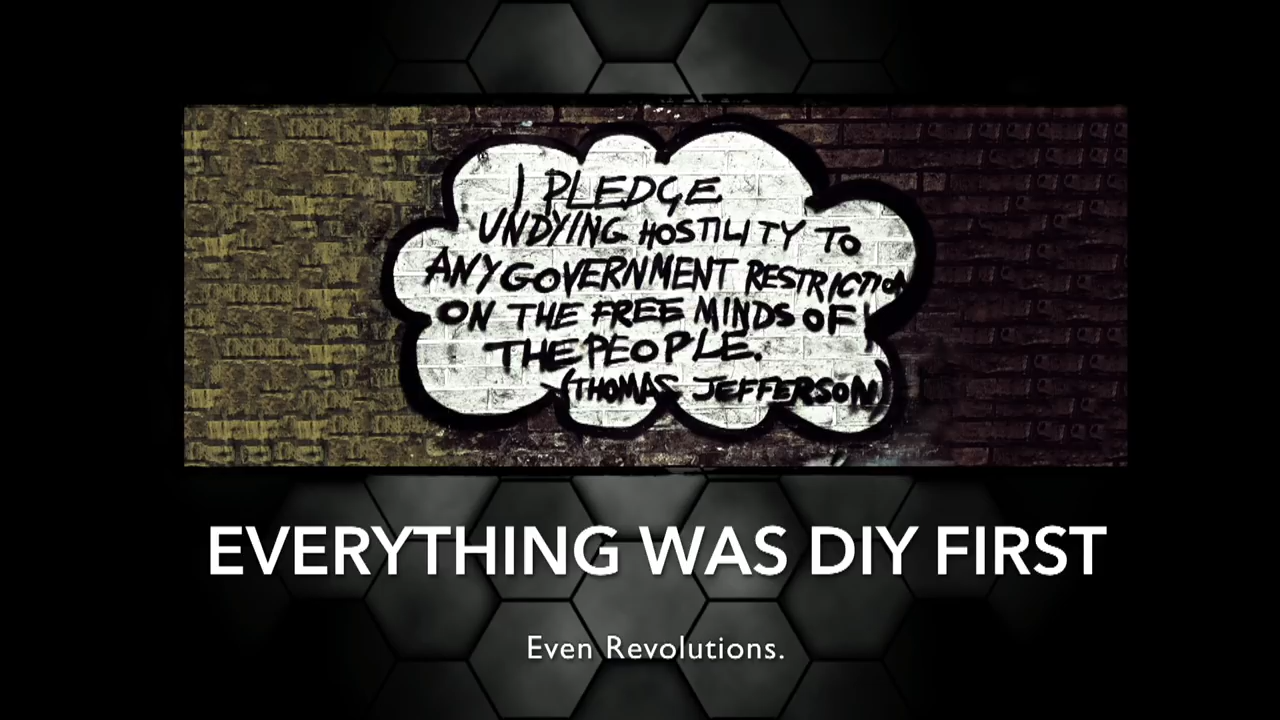 I PLEDGE
UNDYING HOSTILITY TO
ANY GOVERNMENT RESTRICTION
ON THE FREE MINDS OF
THE PEOPLE.
(THOMAS JEFFERSON)
EVERYTHING WAS DIY FIRST
Even Revolutions.